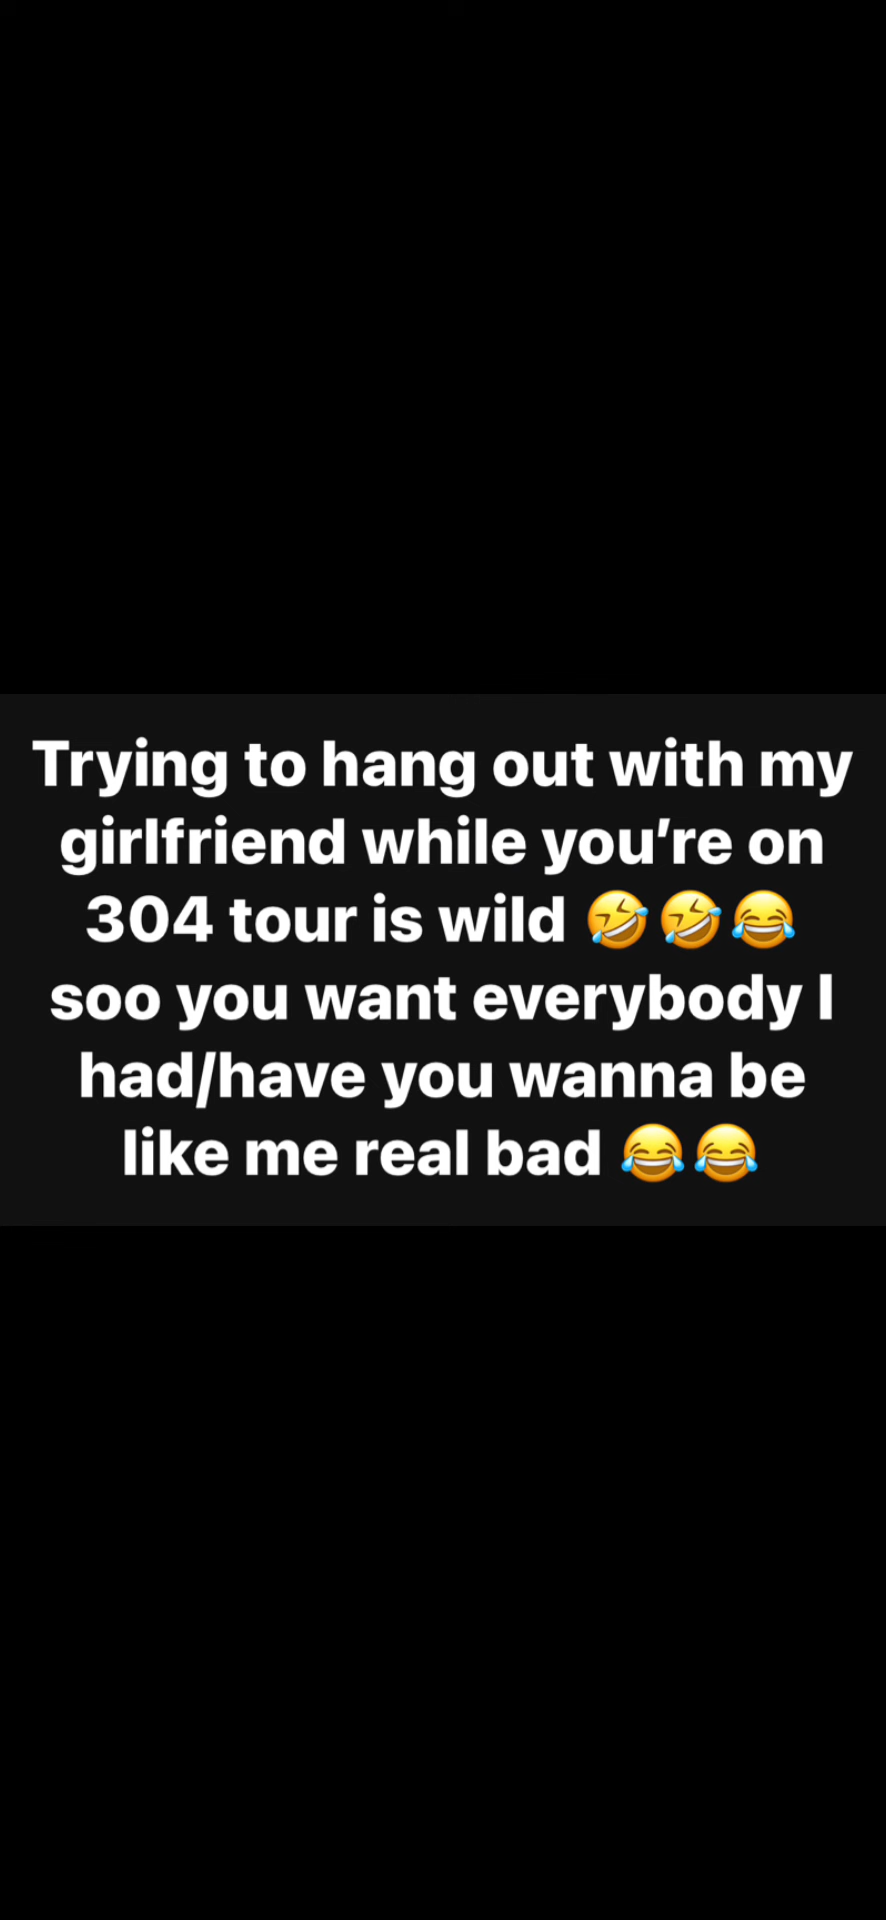 Trying to hang out with my
girlfriend while you’re on
304 tour is wild 🤣🤣😂
soo you want everybody I
had/have you wanna be
like me real bad 😂😂